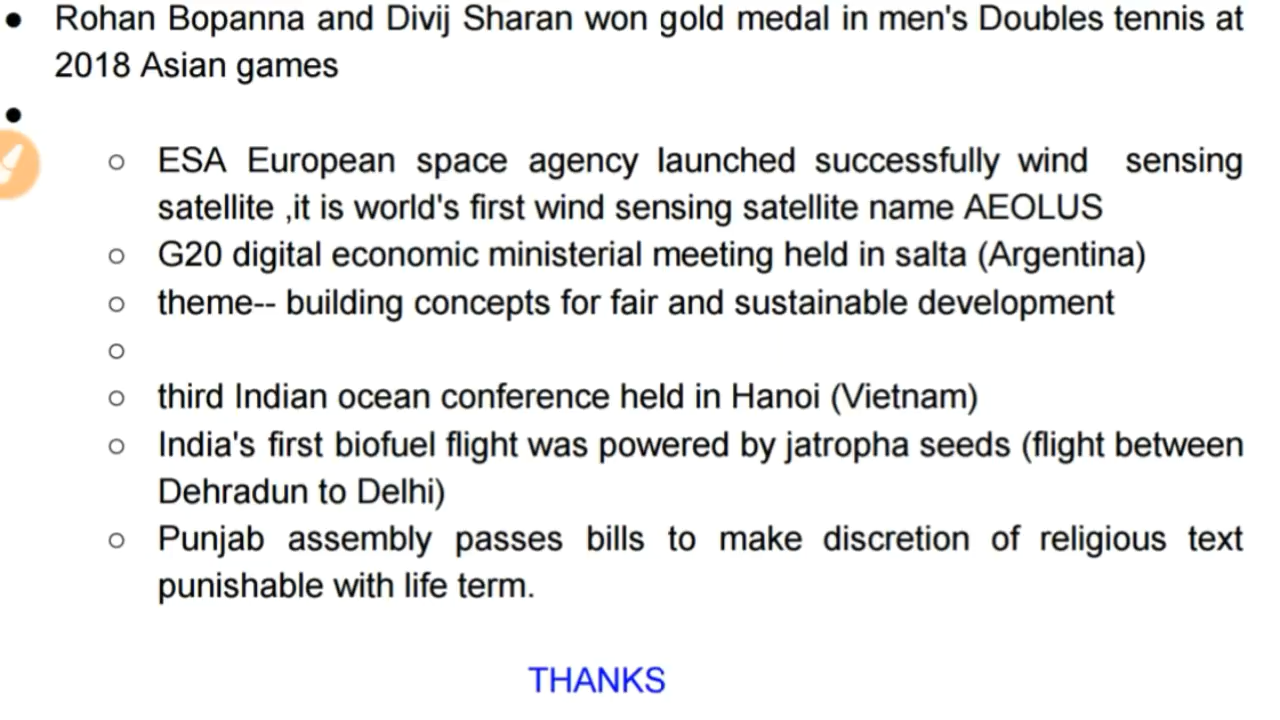 Rohan Bopanna and Divij Sharan won gold medal in men's Doubles tennis at
2018 Asian games
ESA European space agency launched successfully wind sensing
satellite ,it is world's first wind sensing satellite name AEOLUS
G20 digital economic ministerial meeting held in salta (Argentina)
theme-- building concepts for fair and sustainable development
third Indian ocean conference held in Hanoi (Vietnam)
India's first biofuel flight was powered by jatropha seeds (flight between
Dehradun to Delhi)
Punjab assembly passes bills to make discretion of religious text
punishable with life term.
THANKS